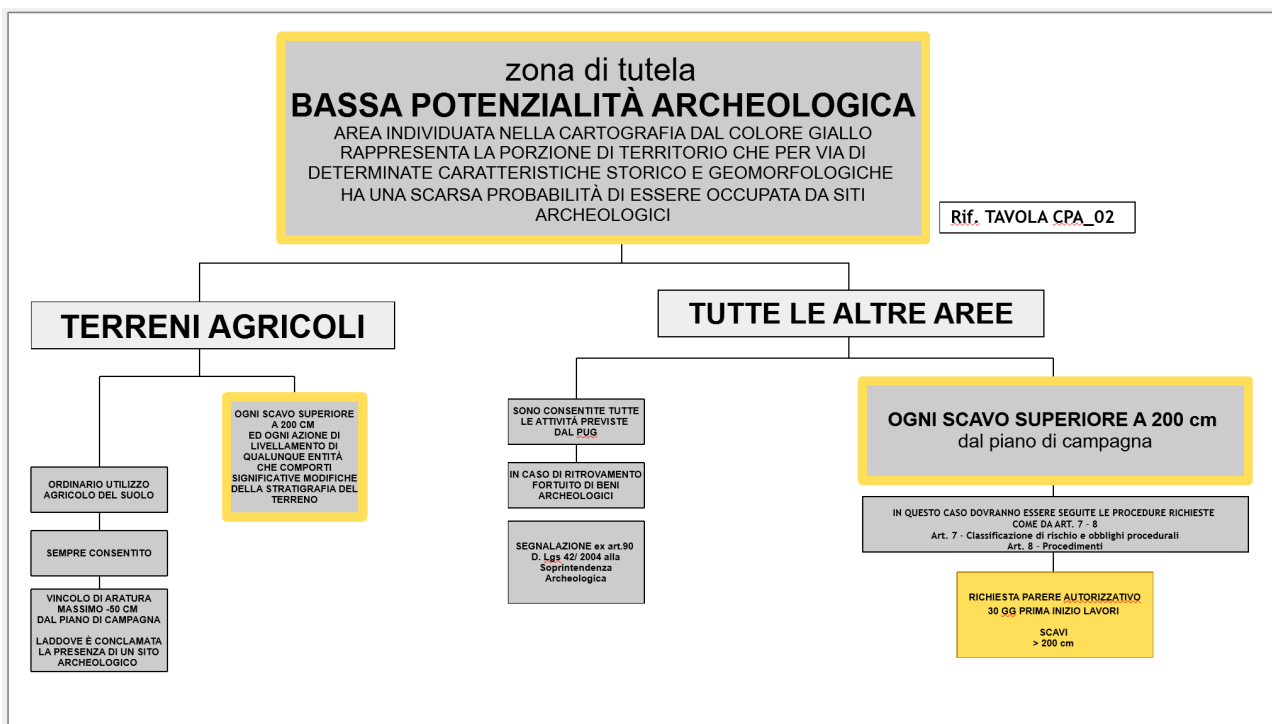 zona di tutela
BASSA POTENZIALITÀ ARCHEOLOGICA
AREA INDIVIDUATA NELLA CARTOGRAFIA DAL COLORE GIALLO
RAPPRESENTA LA PORZIONE DI TERRITORIO CHE PER VIA DI
DETERMINATE CARATTERISTICHE STORICO E GEOMORFOLOGICHE
HA UNA SCARSA PROBABILITÀ DI ESSERE OCCUPATA DA SITI
ARCHEOLOGICI
Rif. TAVOLA CPA_02
TERRENI AGRICOLI
ORDINARIO UTILIZZO
AGRICOLO DEL SUOLO
SEMPRE CONSENTITO
VINCOLO DI ARATURA
MASSIMO -50 CM
DAL PIANO DI CAMPAGNA
LADDOVE È CONCLAMATA
LA PRESENZA DI UN SITO
ARCHEOLOGICO
OGNI SCAVO SUPERIORE
A 200 CM
ED OGNI AZIONE DI
LIVELLAMENTO DI
QUALUNQUE ENTITÁ
CHE COMPORTI
SIGNIFICATIVE MODIFICHE
DELLA STRATIGRAFIA DEL
TERRENO
TUTTE LE ALTRE AREE
SONO CONSENTITE TUTTE
LE ATTIVITÀ PREVISTE
DAL PUG
IN CASO DI RITROVAMENTO
FORTUITO DI BENI
ARCHEOLOGICI
SEGNALAZIONE ex art.90
D. Lgs 42/ 2004 alla
Soprintendenza
Archeologica
OGNI SCAVO SUPERIORE A 200 cm
dal piano di campagna
IN QUESTO CASO DOVRANNO ESSERE SEGUITE LE PROCEDURE RICHIESTE
COME DA ART. 7 - 8
Art. 7 - Classificazione di rischio e obblighi procedurali
Art. 8 - Procedimenti
RICHIESTA PARERE AUTORIZZATIVO
30 GG PRIMA INIZIO LAVORI
SCAVI
> 200 cm